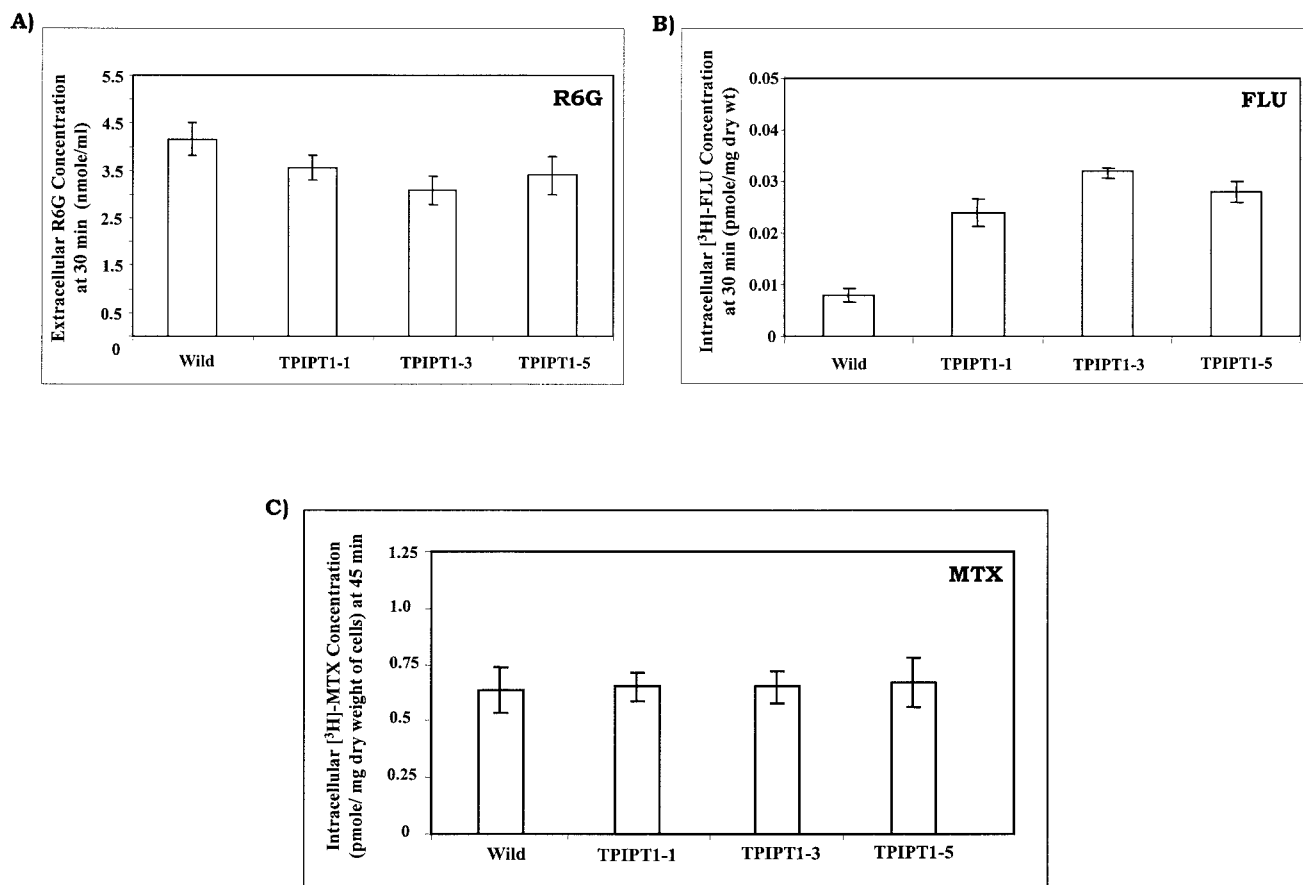 A)
Extracellular R6G Concentration
at 30 min (nmole/ml)
5.5
4.5
3.5
2.5
1.5
0.5
0
R6G
Wild
TPIPT1-1
TPIPT1-3
TPIPT1-5
B)
Intracellular [³H]-FLU Concentration
at 30 min (pmole/mg dry wt)
0.05
0.04
0.03
0.02
0.01
0
FLU
Wild
TPIPT1-1
TPIPT1-3
TPIPT1-5
C)
Intracellular [³H]-MTX Concentration
(pmole/ mg dry weight of cells) at 45 min
1.25
1.0
0.75
0.5
0.25
0
MTX
Wild
TPIPT1-1
TPIPT1-3
TPIPT1-5